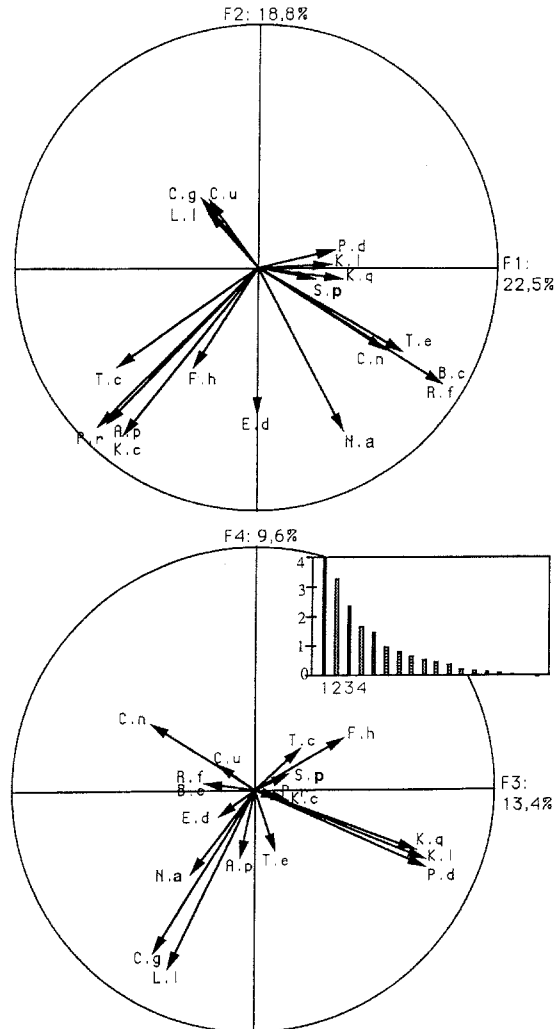 F2: 18,8%
C.g C.u
L.l
P.d
K.l
K.q
S.p
F1:
22,5%
T.e
C.n
B.c
R.f
T.c
F.h
E.d
N.a
P.r A.p
K.c
F4: 9,6%
4
3
2
1
0
1234
C.n
T.c
F.h
C.u
S.p
R.f
P.r
F3:
13,4%
K.c
E.d
K.q
K.l
P.d
N.a
A.p
T.e
C.g
L.l